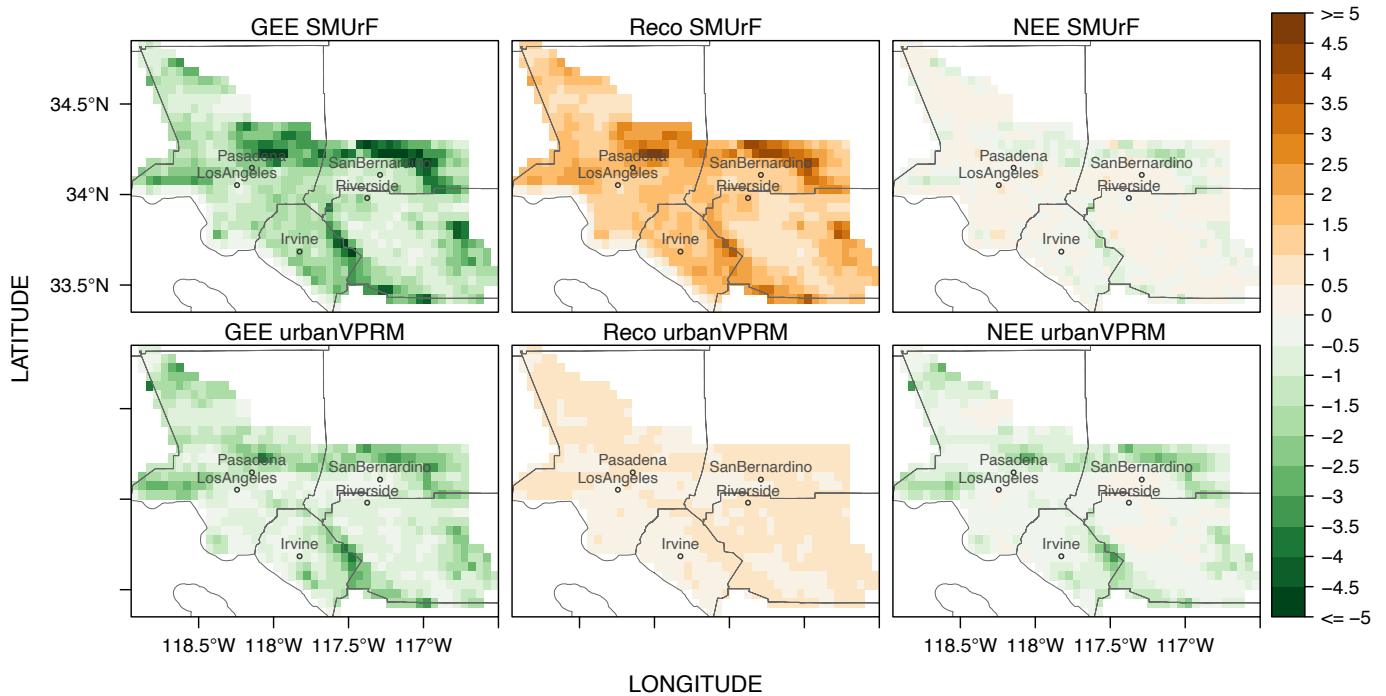 GEE SMUrF
Reco SMUrF
NEE SMUrF
34.5°N
34°N
33.5°N
Pasadena
LosAngeles
SanBernardino
Riverside
Irvine
Pasadena
LosAngeles
SanBernardino
Riverside
Irvine
Pasadena
LosAngeles
SanBernardino
Riverside
Irvine
GEE urbanVPRM
Reco urbanVPRM
NEE urbanVPRM
Pasadena
LosAngeles
SanBernardino
Riverside
Irvine
Pasadena
LosAngeles
SanBernardino
Riverside
Irvine
Pasadena
LosAngeles
SanBernardino
Riverside
Irvine
118.5°W 118°W 117.5°W 117°W
118.5°W 118°W 117.5°W 117°W
LATITUDE
LONGITUDE
>= 5
4.5
4
3.5
3
2.5
2
1.5
1
0.5
0
−0.5
−1
−1.5
−2
−2.5
−3
−3.5
−4
−4.5
<= −5